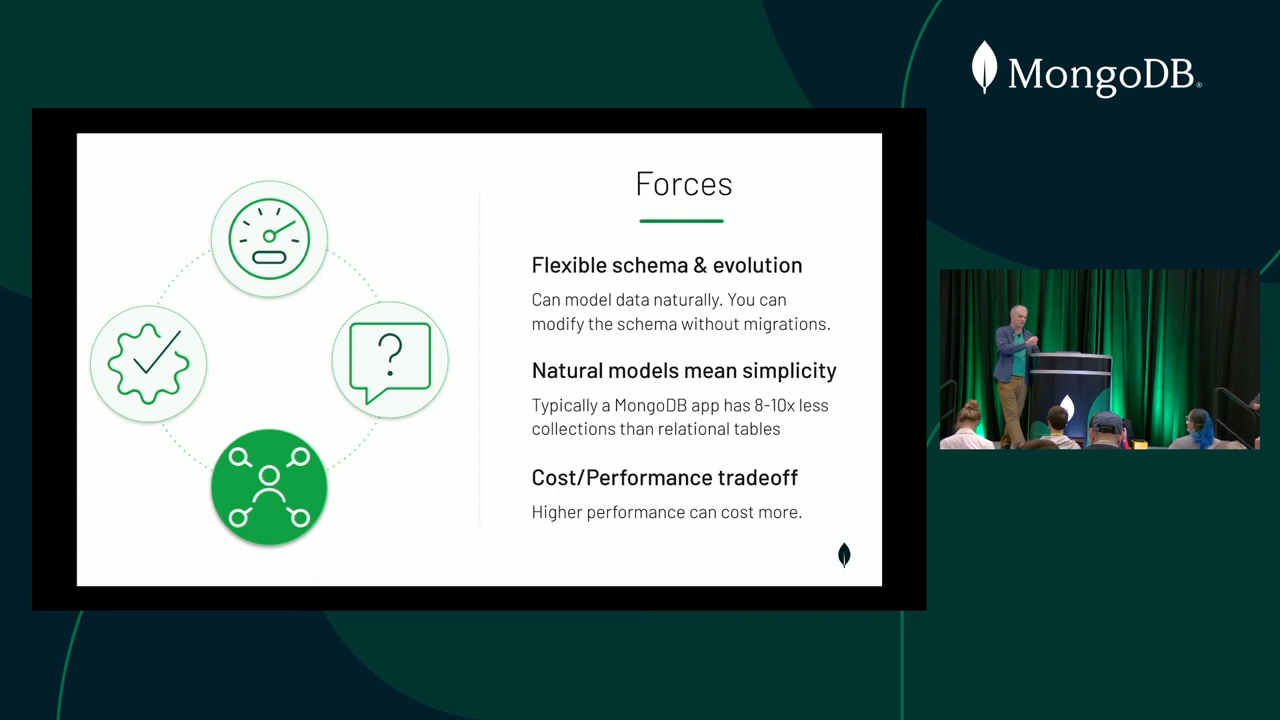 MongoDB®
Forces
Flexible schema & evolution
Can model data naturally. You can
modify the schema without migrations.
Natural models mean simplicity
Typically a MongoDB app has 8-10x less
collections than relational tables
Cost/Performance tradeoff
Higher performance can cost more.
?